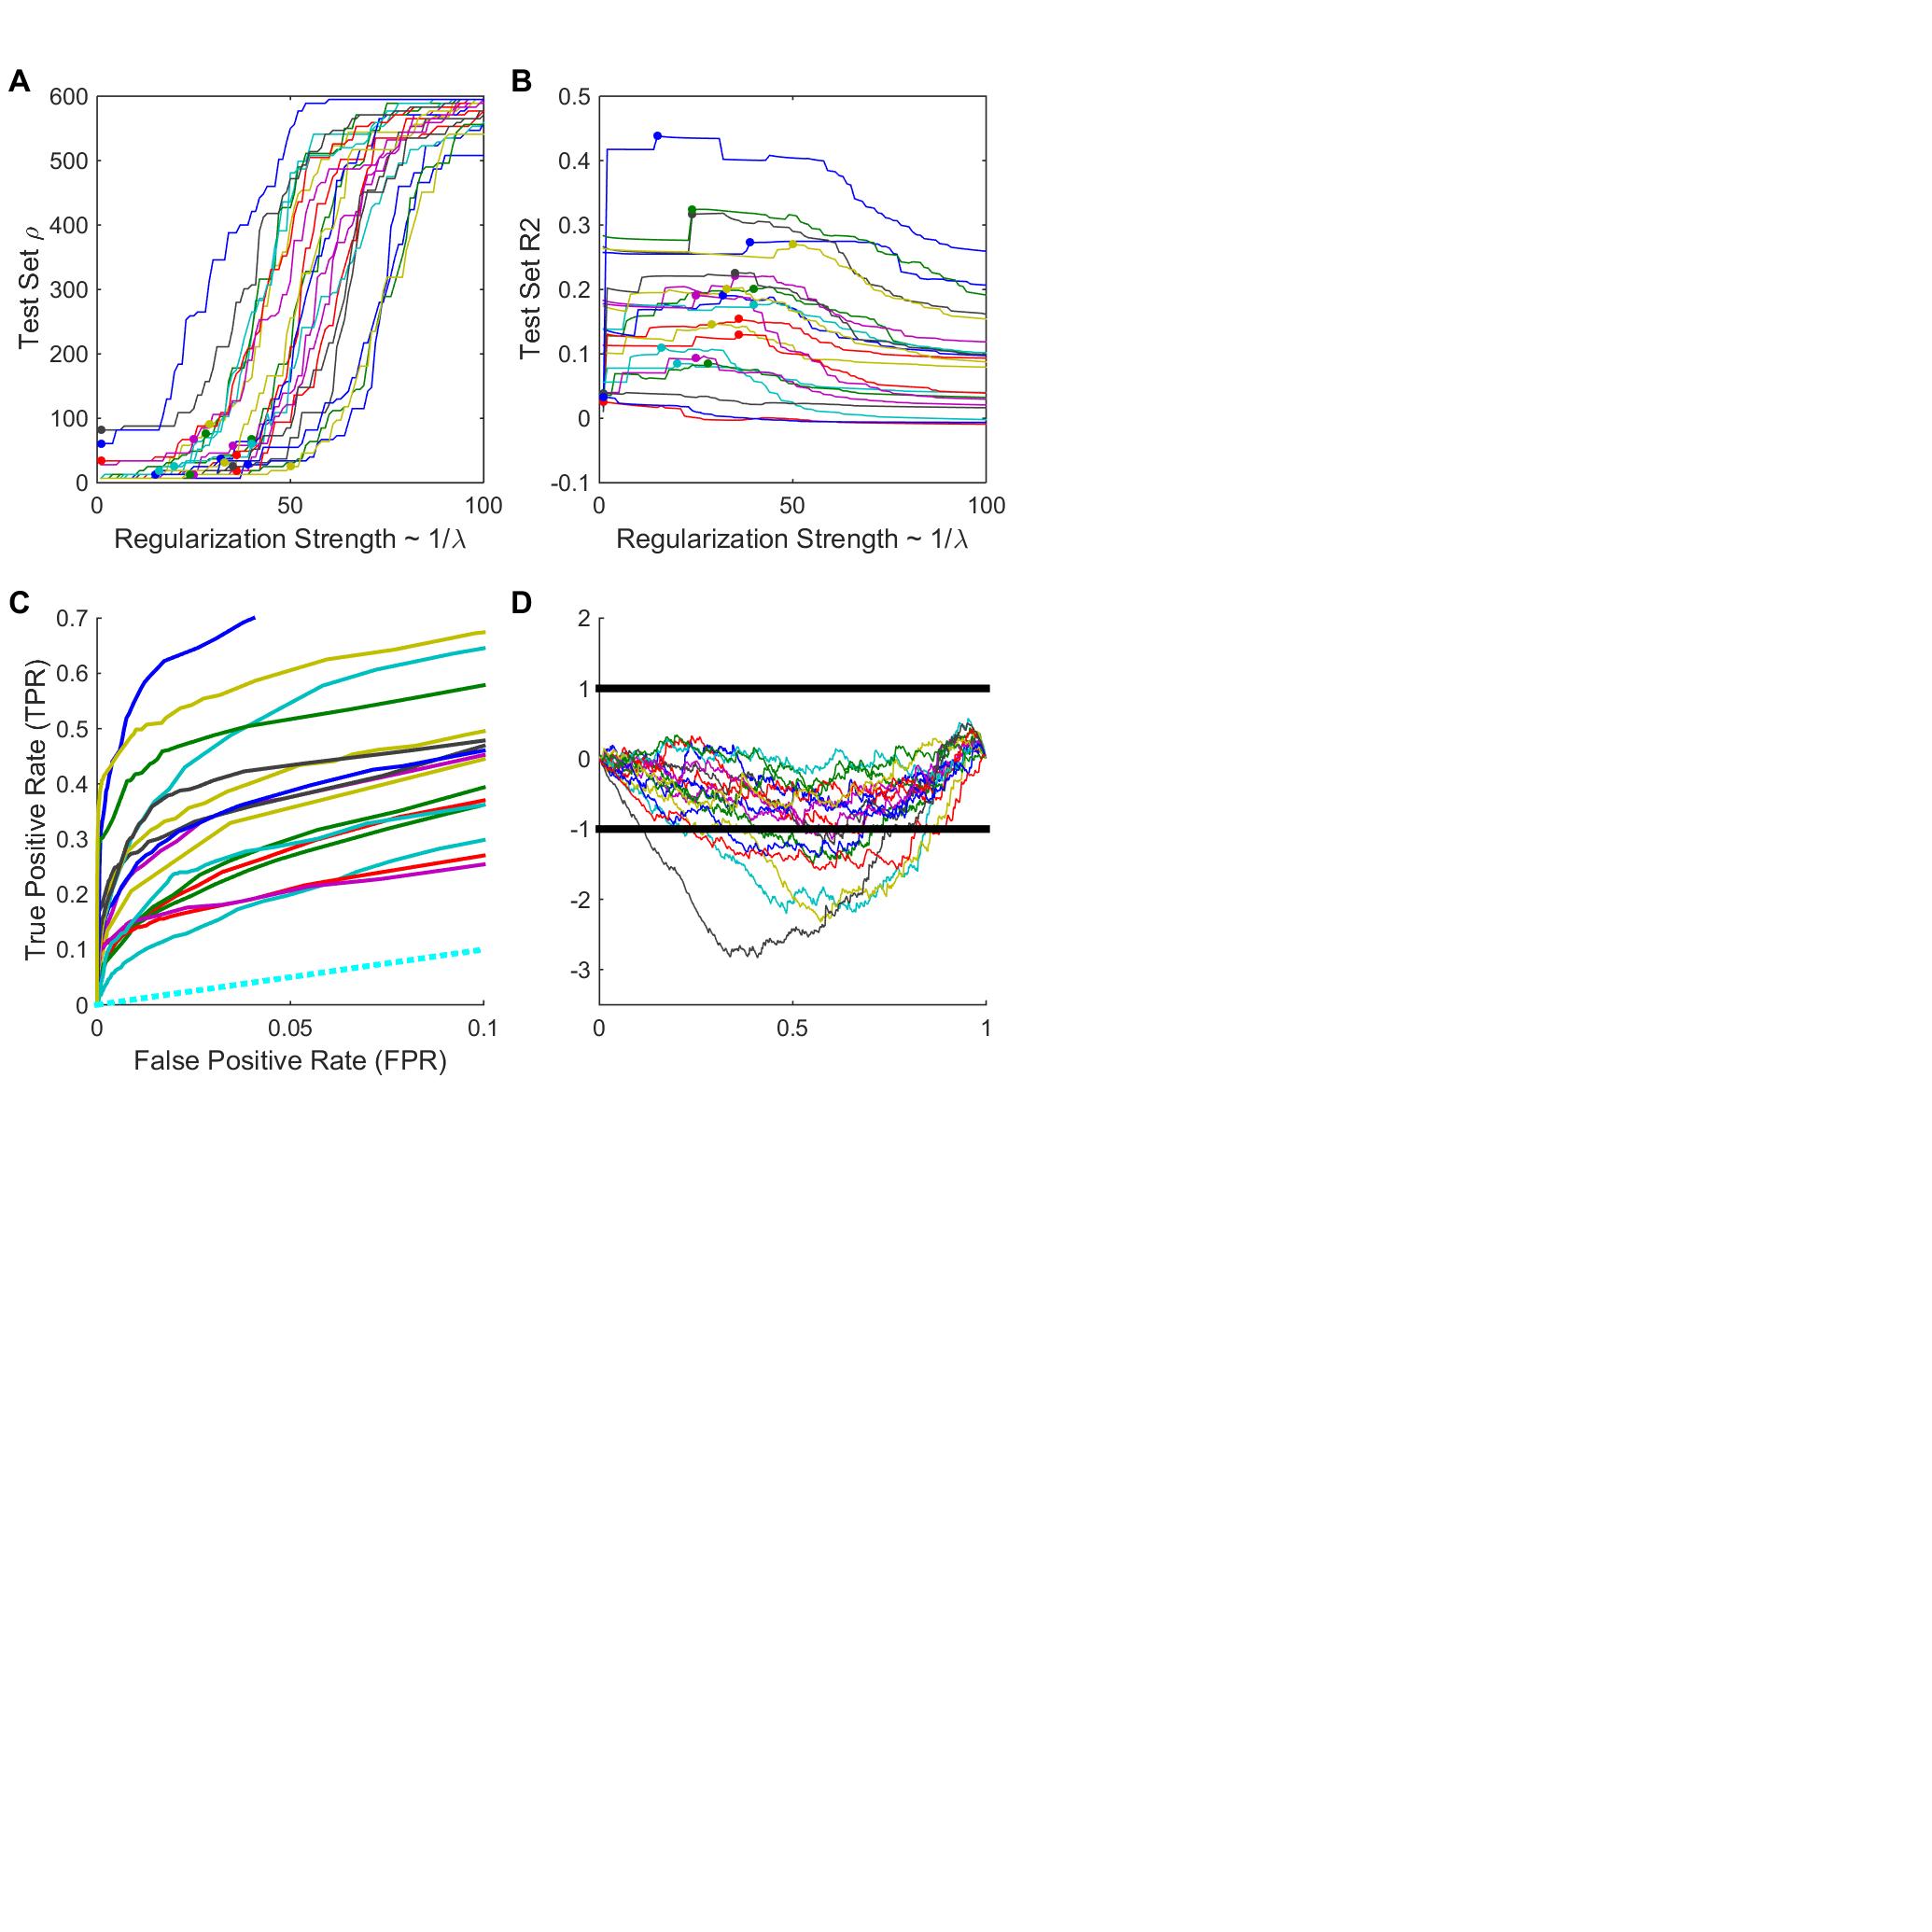 A
600
500
400
300
200
100
0
Test Set ρ
0 50 100
Regularization Strength ~ 1/λ
B
0.5
0.4
0.3
0.2
0.1
0
-0.1
Test Set R2
0 50 100
Regularization Strength ~ 1/λ
C
0.7
0.6
0.5
0.4
0.3
0.2
0.1
0
True Positive Rate (TPR)
0 0.05 0.1
False Positive Rate (FPR)
D
2
1
0
-1
-2
-3
0 0.5 1